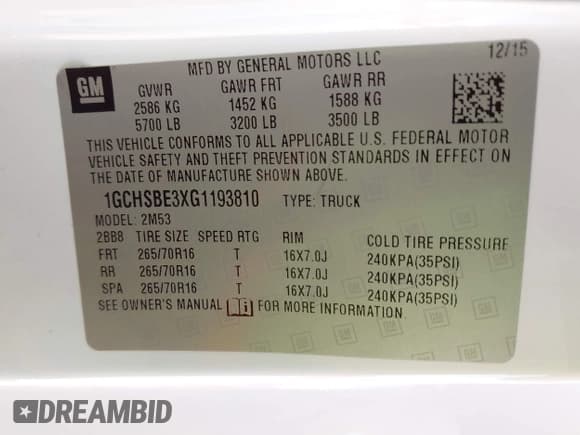 MFD BY GENERAL MOTORS LLC 12/15
GM
GVWR GAWR FRT GAWR RR
2586 KG 1452 KG 1588 KG
5700 LB 3200 LB 3500 LB
THIS VEHICLE CONFORMS TO ALL APPLICABLE U.S. FEDERAL MOTOR
VEHICLE SAFETY AND THEFT PREVENTION STANDARDS IN EFFECT ON
THE DATE OF MANUFACTURE SHOWN ABOVE.
1GCHSBE3XG1193810 TYPE: TRUCK
MODEL: 2M53
2BB8 TIRE SIZE SPEED RTG RIM COLD TIRE PRESSURE
FRT 265/70R16 T 16X7.0J 240KPA(35PSI)
RR 265/70R16 T 16X7.0J 240KPA(35PSI)
SPA 265/70R16 T 16X7.0J 240KPA(35PSI)
SEE OWNER'S MANUAL FOR MORE INFORMATION.
DREAMBID